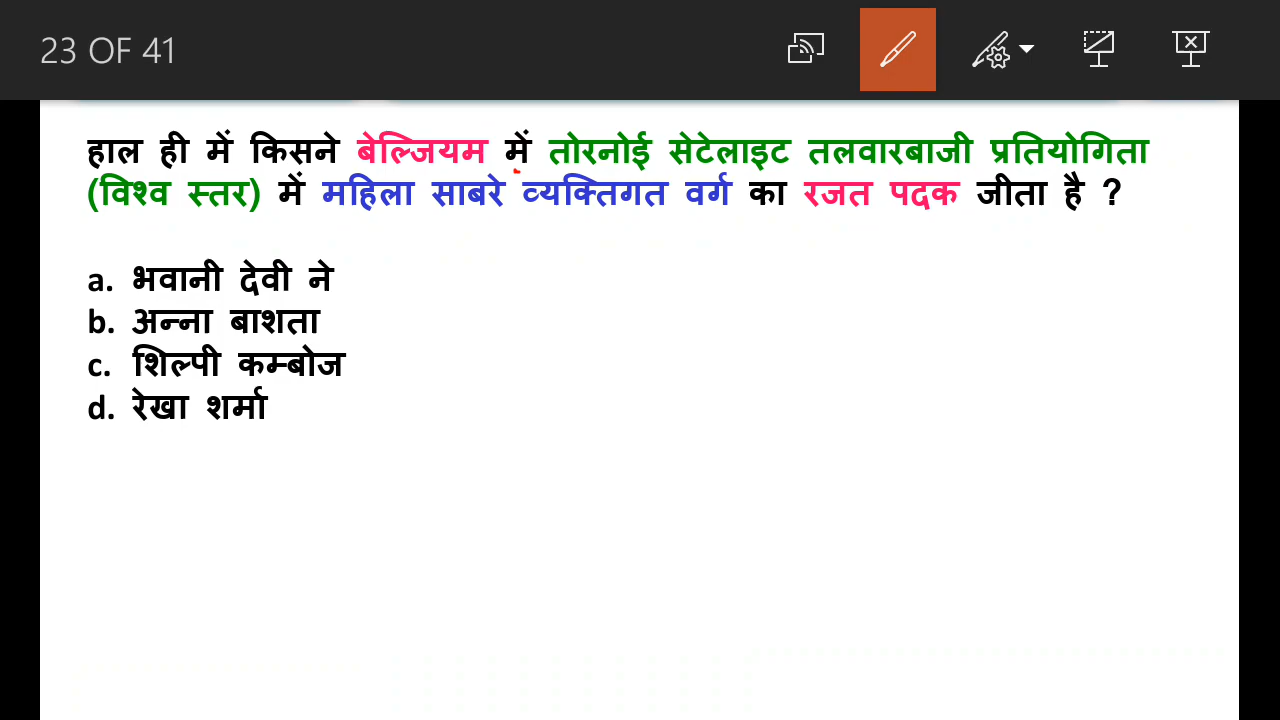 23 OF 41
हाल ही में किसने बेल्जियम में तोरनोई सेटेलाइट तलवारबाजी प्रतियोगिता
(विश्व स्तर) में महिला साबरे व्यक्तिगत वर्ग का रजत पदक जीता है ?
a. भवानी देवी ने
b. अन्ना बाशता
c. शिल्पी कम्बोज
d. रेखा शर्मा